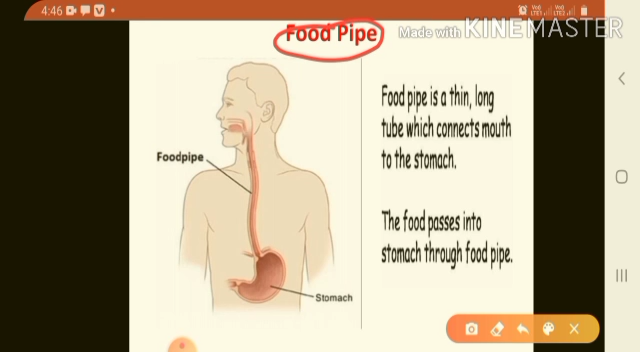 4:46
Food Pipe
Made with KINEMASTER
Foodpipe
Stomach
Food pipe is a thin, long
tube which connects mouth
to the stomach.
The food passes into
stomach through food pipe.